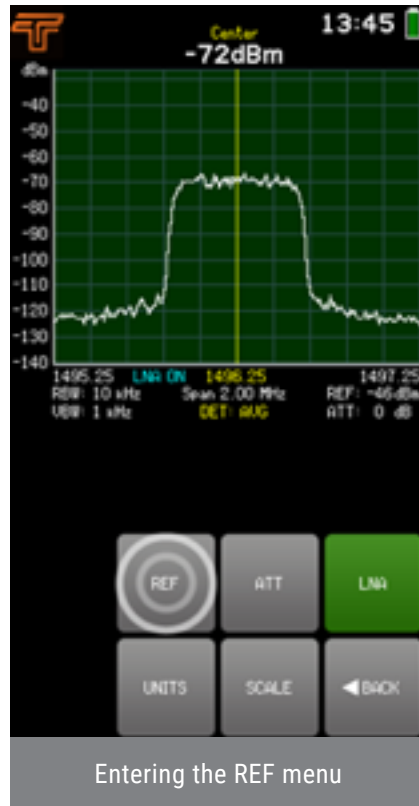 Center
13:45
-72dBm
dBm
-40
-50
-60
-70
-80
-90
-100
-110
-120
-130
-140
1495.25 LNA ON 1496.25 1497.25
RBW: 10 kHz Span 2.00 MHz REF: -46dBm
VBW: 1 kHz DET: AVG ATT: 0 dB
REF ATT LNA
UNITS SCALE ◀BACK
Entering the REF menu